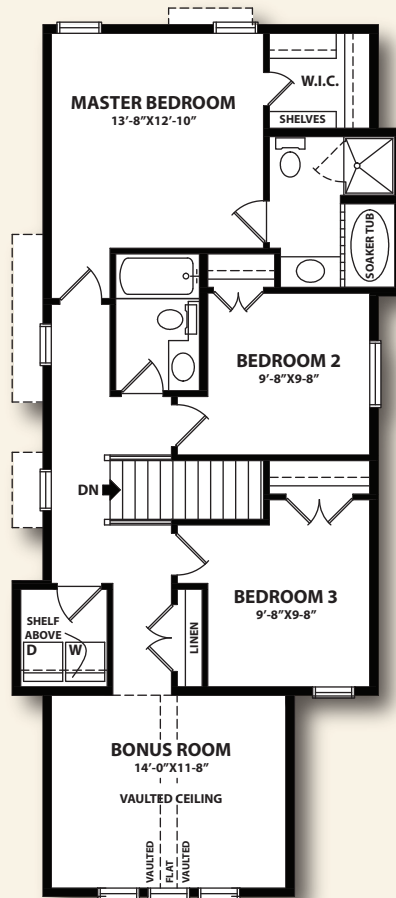 MASTER BEDROOM
13'-8"X12'-10"
W.I.C.
SHELVES
SOAKER TUB
BEDROOM 2
9'-8"X9-8"
DN
BEDROOM 3
9'-8"X9-8"
SHELF
ABOVE
D
W
LINEN
BONUS ROOM
14'-0"X11-8"
VAULTED CEILING
VAULTED
FLAT
VAULTED